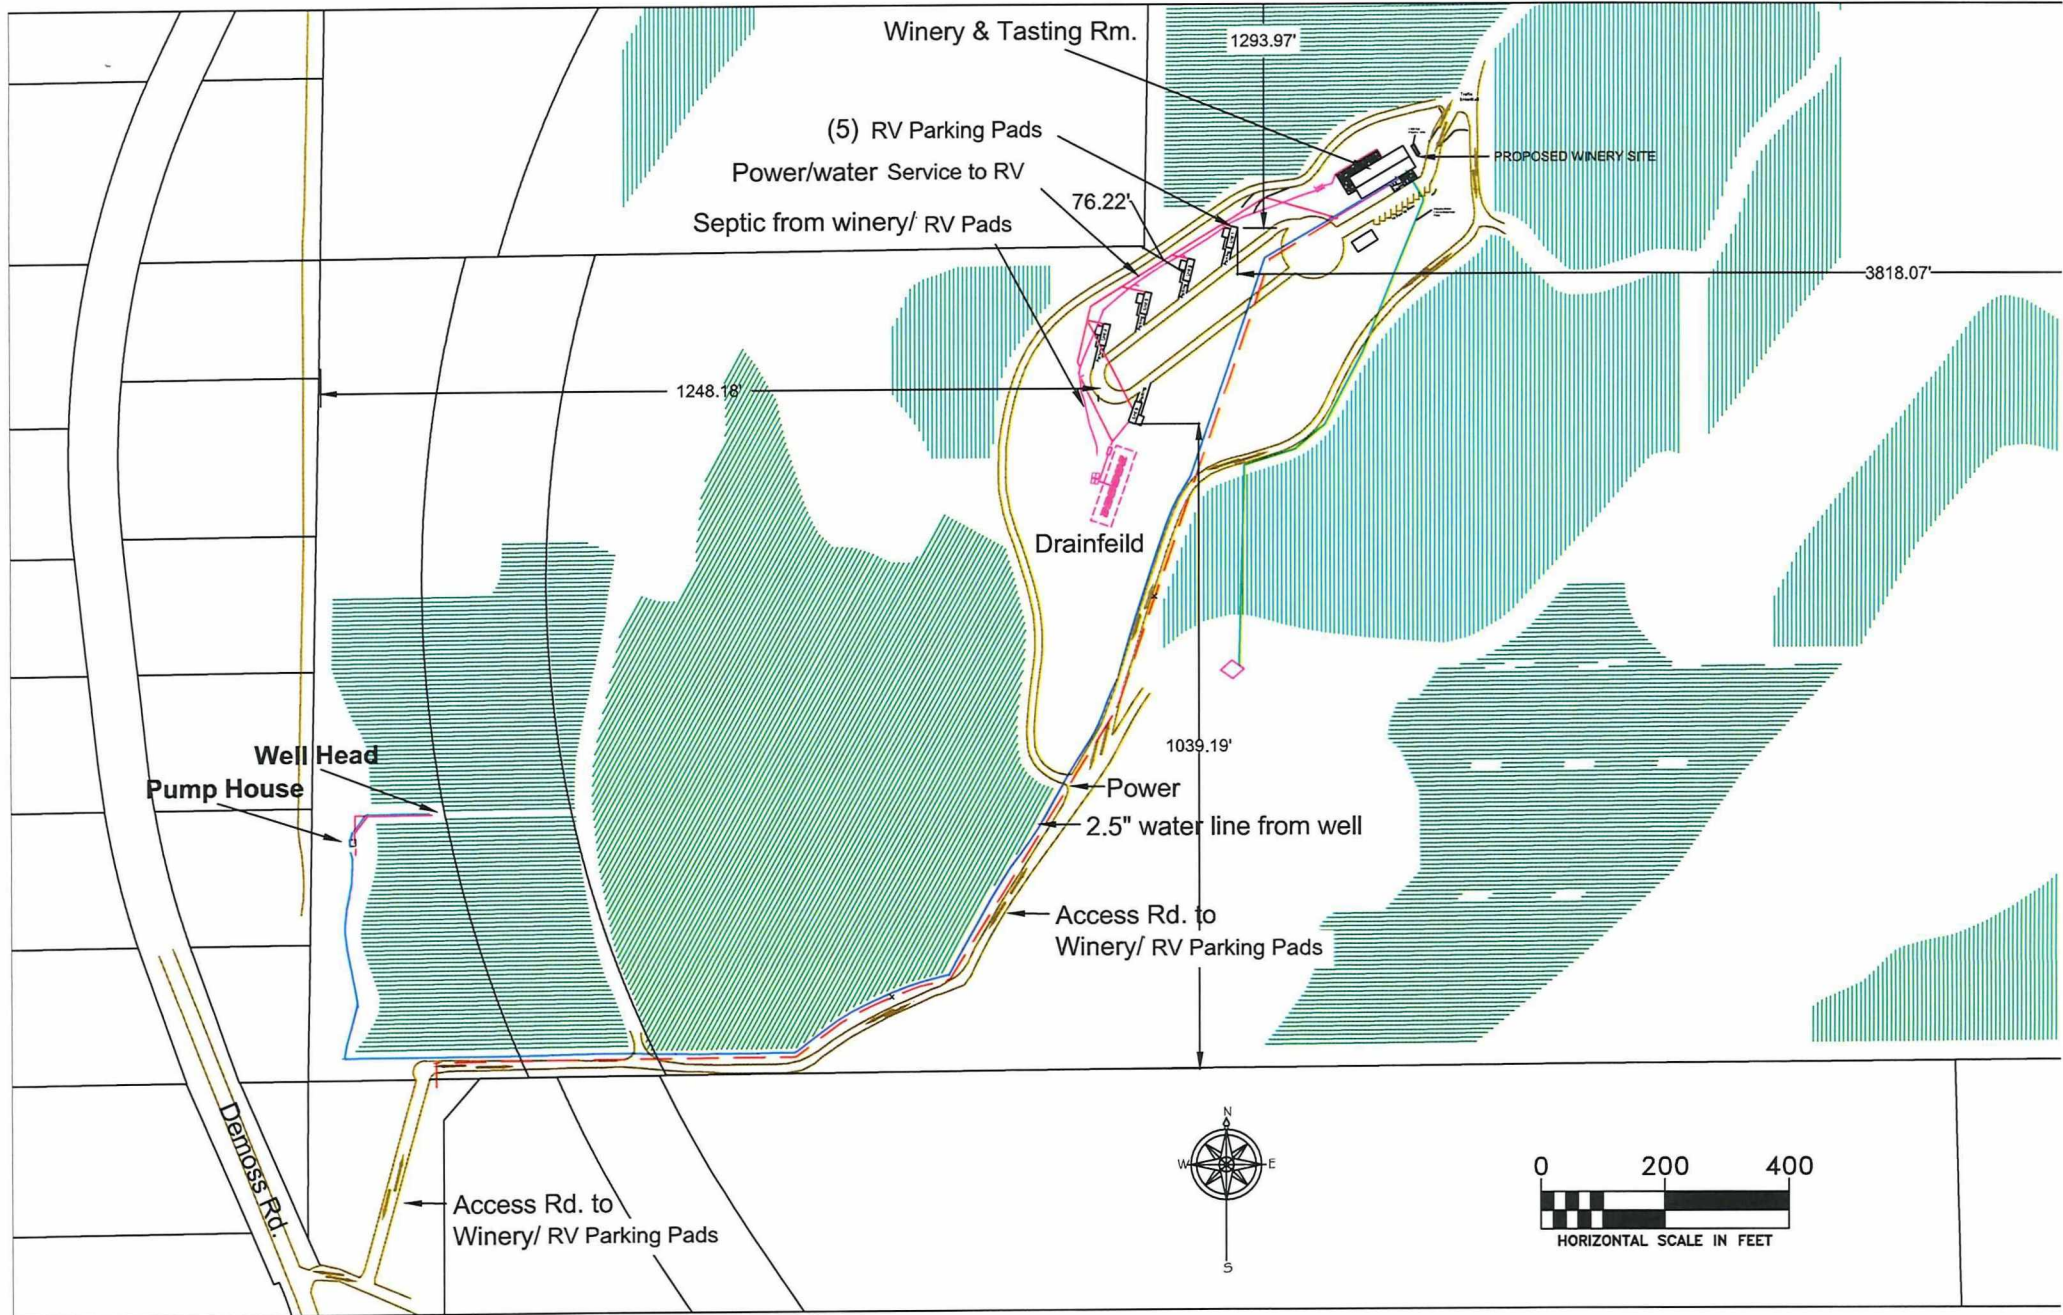 Winery & Tasting Rm.
1293.97'
(5) RV Parking Pads
PROPOSED WINERY SITE
Power/water Service to RV
76.22'
Septic from winery/ RV Pads
3818.07'
1248.18'
Drainfeild
1039.19'
Well Head
Pump House
Power
2.5" water line from well
Access Rd. to
Winery/ RV Parking Pads
Demoss Rd.
Access Rd. to
Winery/ RV Parking Pads
N
W
E
S
0 200 400
HORIZONTAL SCALE IN FEET